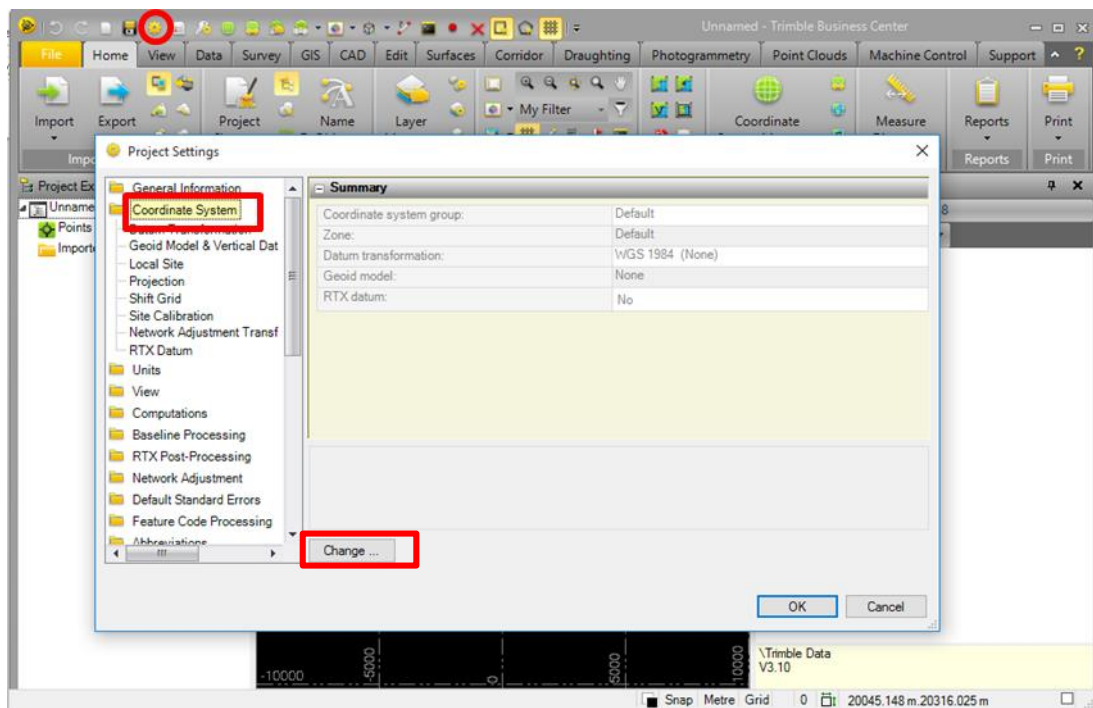 Unnamed - Trimble Business Center
File Home View Data Survey GIS CAD Edit Surfaces Corridor Draughting Photogrammetry Point Clouds Machine Control Support
My Filter
Import Export Project Name Layer Coordinate Measure Reports Print
Impo Reports Print
Project Settings
Project Ex
General Information
Summary
Unname
Coordinate System
Coordinate system group: Default
Points
Datum Transformation
Zone: Default
Importe
Geoid Model & Vertical Dat
Datum transformation: WGS 1984 (None)
Local Site
Geoid model: None
Projection
Shift Grid
RTX datum: No
Site Calibration
Network Adjustment Transf
RTX Datum
Units
View
Computations
Baseline Processing
RTX Post-Processing
Network Adjustment
Default Standard Errors
Feature Code Processing
Abbreviations
Change ...
OK Cancel
-10000 -5000 0 5000 10000
\Trimble Data
V3.10
Snap Metre Grid 0 20045.148 m.20316.025 m